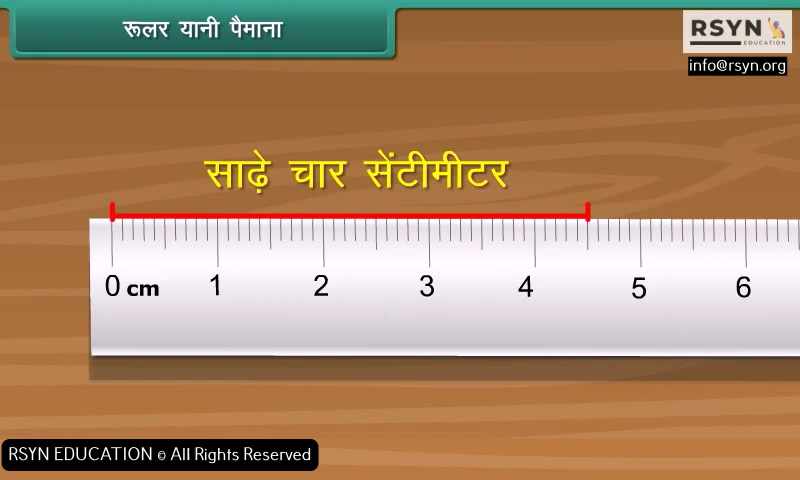 रूलर यानी पैमाना
RSYN
EDUCATION
info@rsyn.org
साढ़े चार सेंटीमीटर
0 cm 1 2 3 4 5 6
RSYN EDUCATION © All Rights Reserved